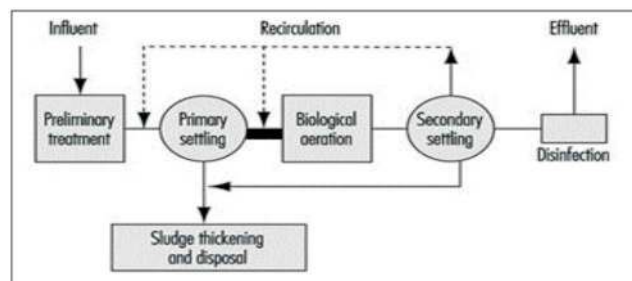 Influent
Recirculation
Effluent
Preliminary
treatment
Primary
settling
Biological
aeration
Secondary
settling
Disinfection
Sludge thickening
and disposal